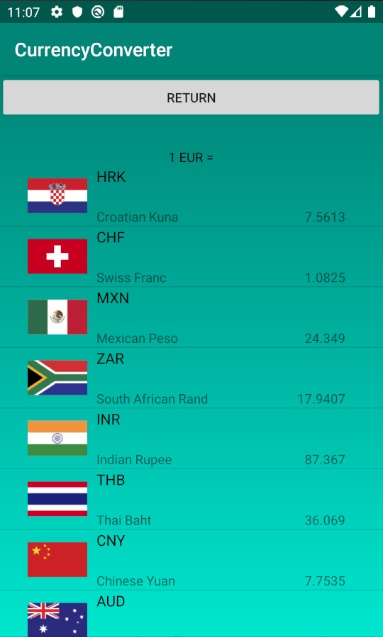 11:07
CurrencyConverter
RETURN
1 EUR =
HRK
Croatian Kuna 7.5613
CHF
Swiss Franc 1.0825
MXN
Mexican Peso 24.349
ZAR
South African Rand 17.9407
INR
Indian Rupee 87.367
THB
Thai Baht 36.069
CNY
Chinese Yuan 7.7535
AUD